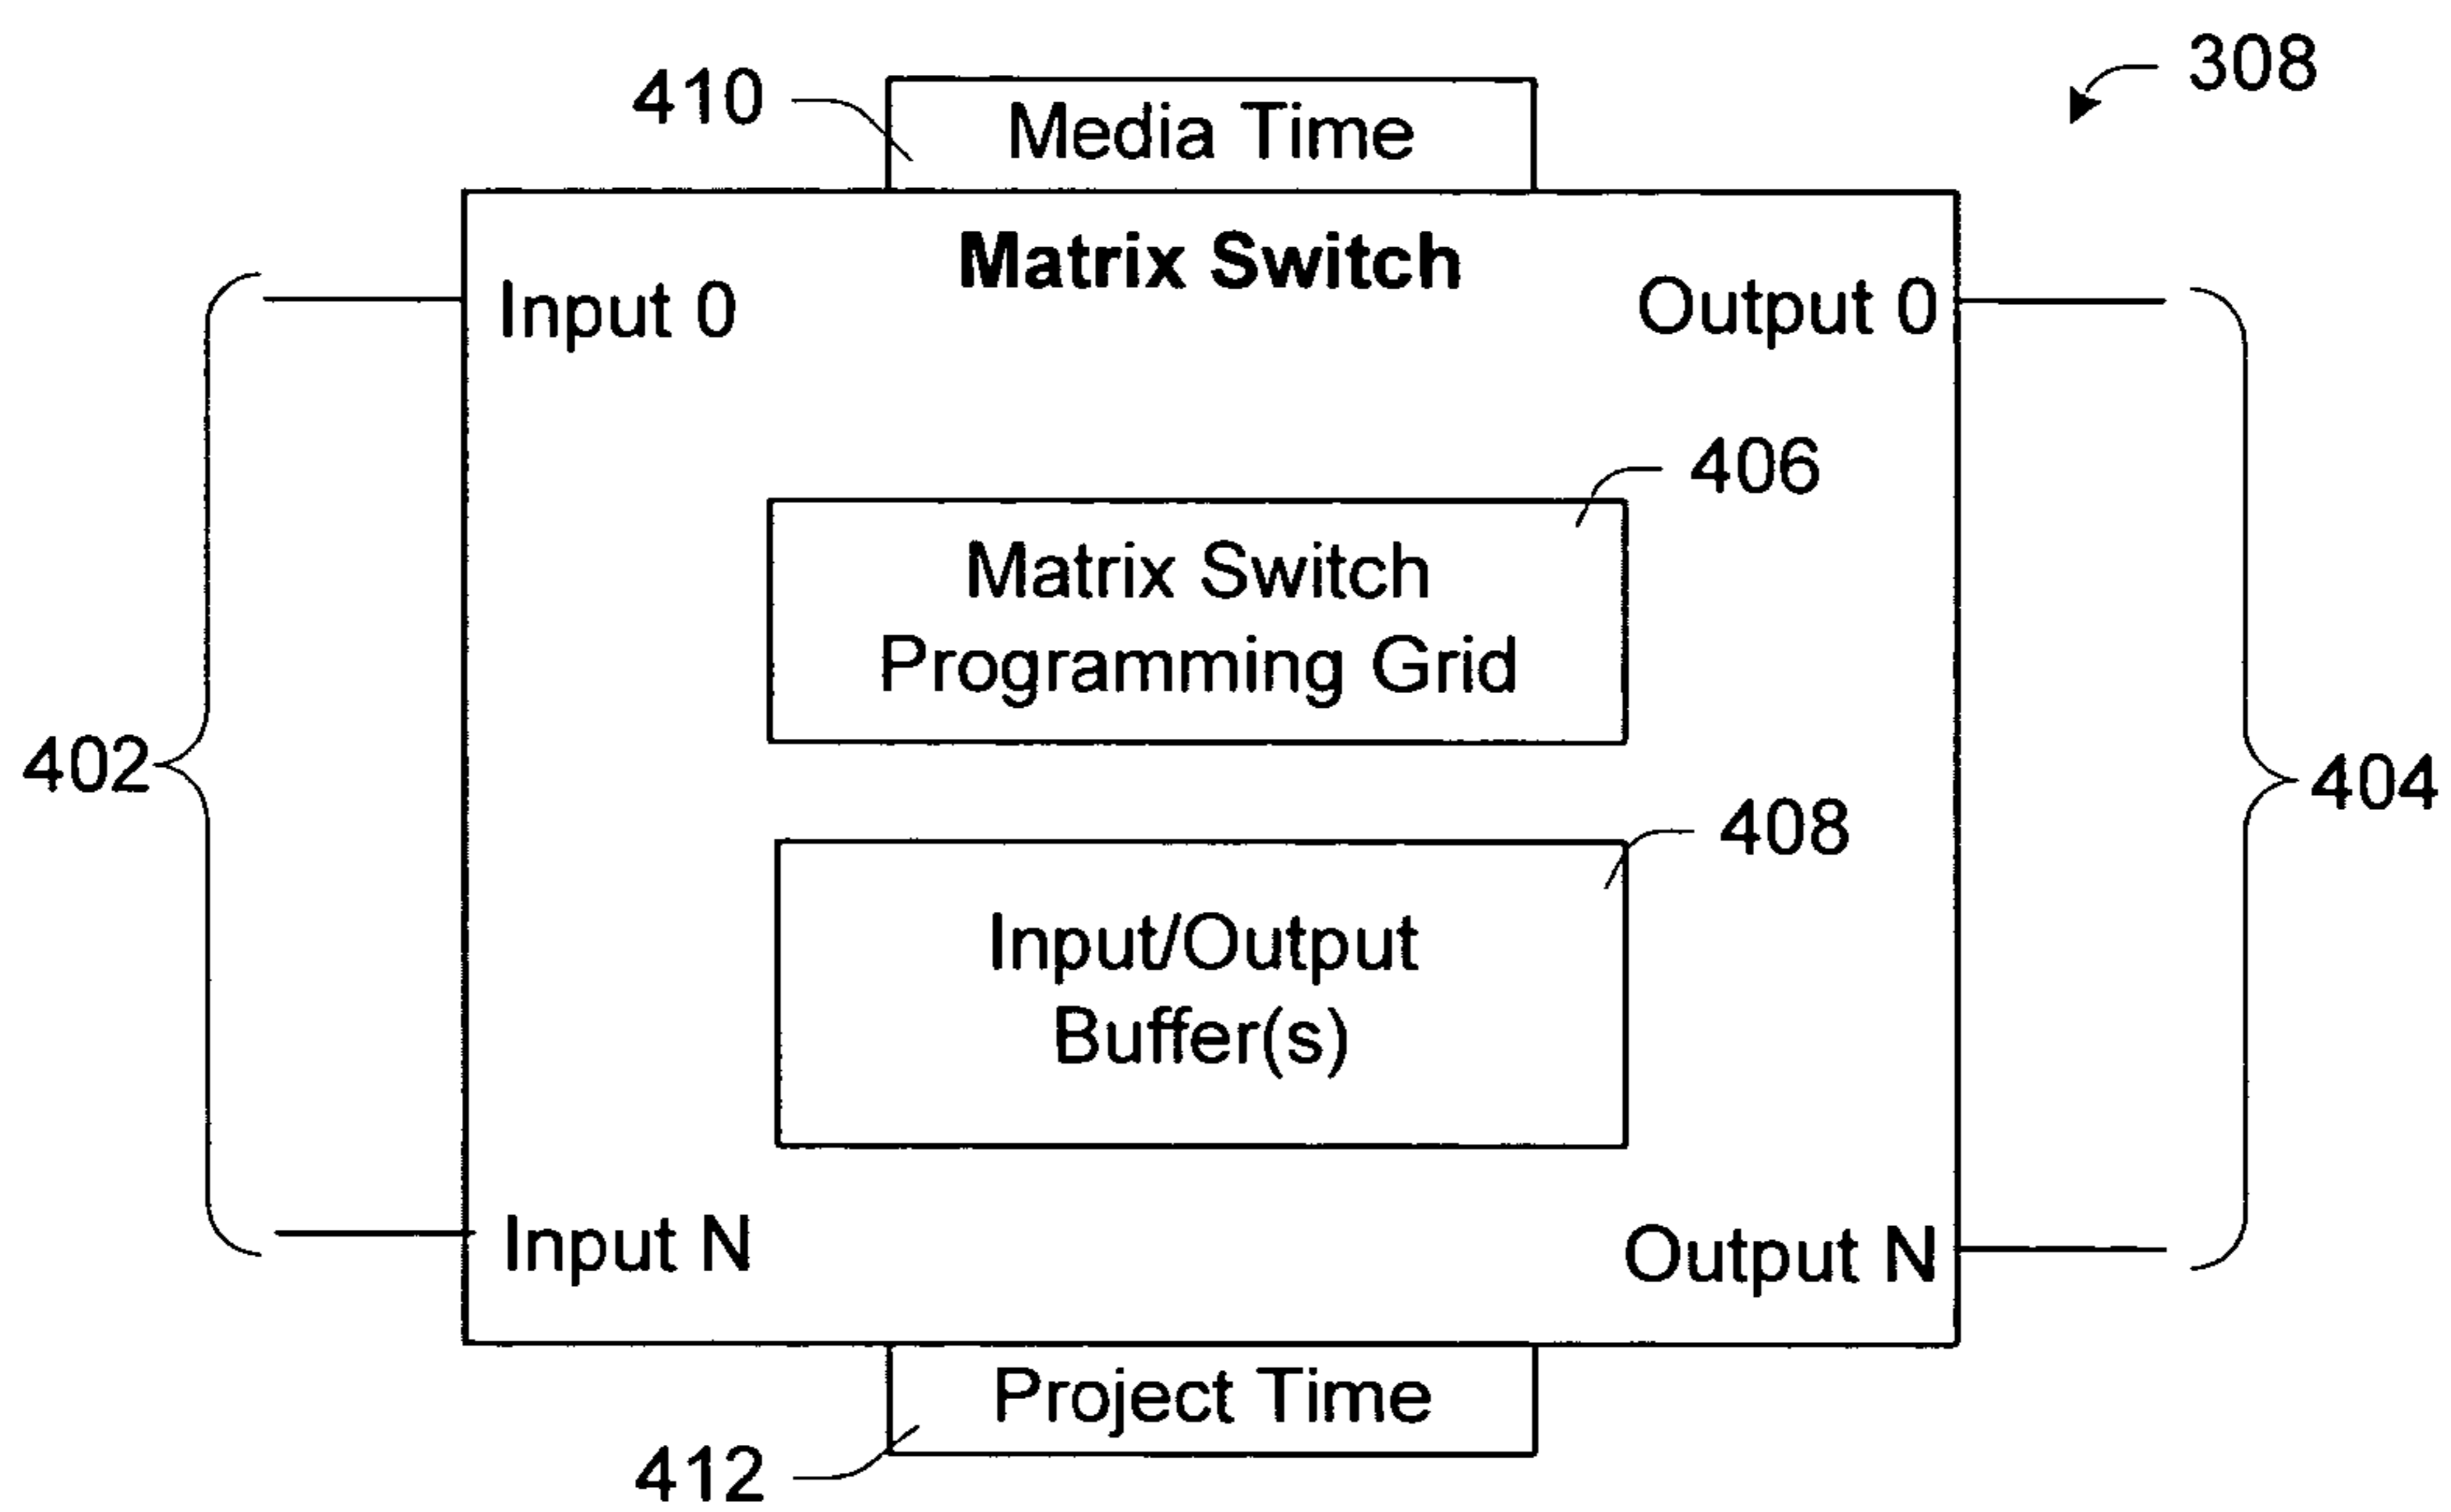 308
410
Media Time
Matrix Switch
Input 0
Output 0
406
Matrix Switch
Programming Grid
402
404
408
Input/Output
Buffer(s)
Input N
Output N
Project Time
412